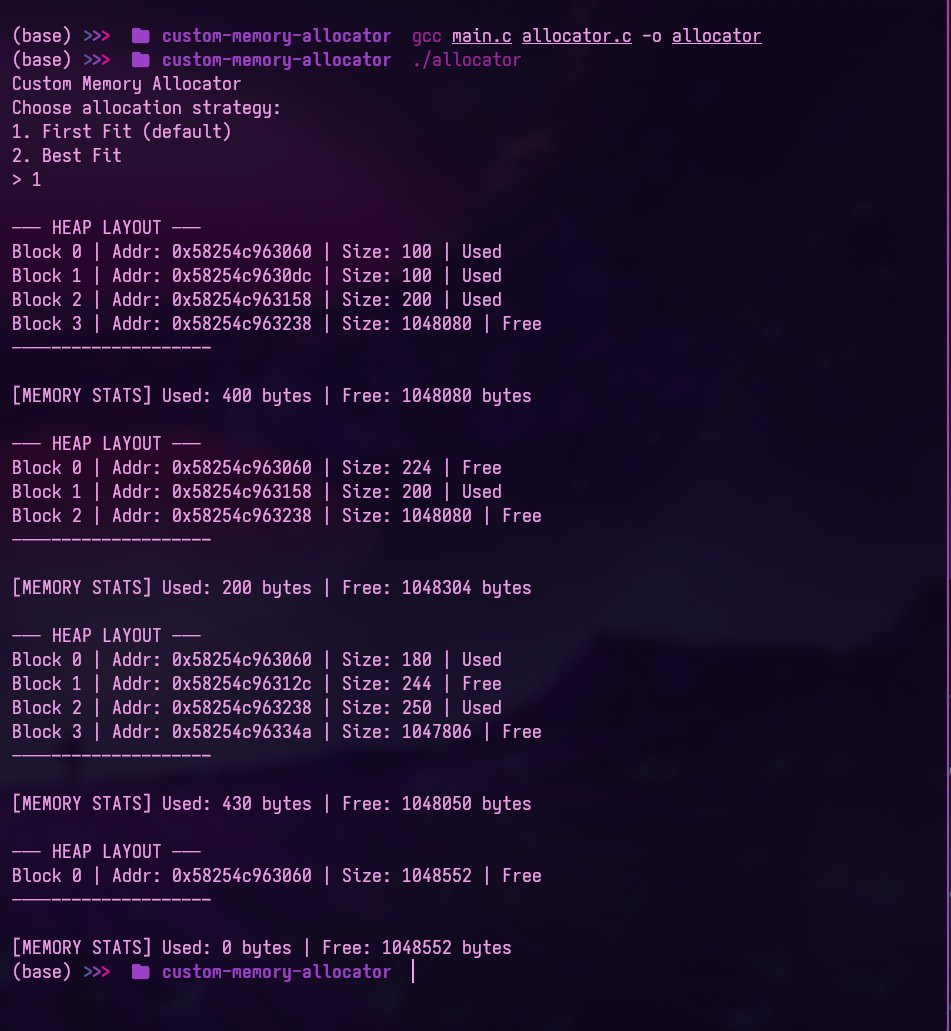 (base) >>> custom-memory-allocator gcc main.c allocator.c -o allocator
(base) >>> custom-memory-allocator ./allocator
Custom Memory Allocator
Choose allocation strategy:
1. First Fit (default)
2. Best Fit
> 1
--- HEAP LAYOUT ---
Block 0 | Addr: 0x58254c963060 | Size: 100 | Used
Block 1 | Addr: 0x58254c9630dc | Size: 100 | Used
Block 2 | Addr: 0x58254c963158 | Size: 200 | Used
Block 3 | Addr: 0x58254c963238 | Size: 1048080 | Free
--------------------
[MEMORY STATS] Used: 400 bytes | Free: 1048080 bytes
--- HEAP LAYOUT ---
Block 0 | Addr: 0x58254c963060 | Size: 224 | Free
Block 1 | Addr: 0x58254c963158 | Size: 200 | Used
Block 2 | Addr: 0x58254c963238 | Size: 1048080 | Free
--------------------
[MEMORY STATS] Used: 200 bytes | Free: 1048304 bytes
--- HEAP LAYOUT ---
Block 0 | Addr: 0x58254c963060 | Size: 180 | Used
Block 1 | Addr: 0x58254c96312c | Size: 244 | Free
Block 2 | Addr: 0x58254c963238 | Size: 250 | Used
Block 3 | Addr: 0x58254c96334a | Size: 1047806 | Free
--------------------
[MEMORY STATS] Used: 430 bytes | Free: 1048050 bytes
--- HEAP LAYOUT ---
Block 0 | Addr: 0x58254c963060 | Size: 1048552 | Free
--------------------
[MEMORY STATS] Used: 0 bytes | Free: 1048552 bytes
(base) >>> custom-memory-allocator